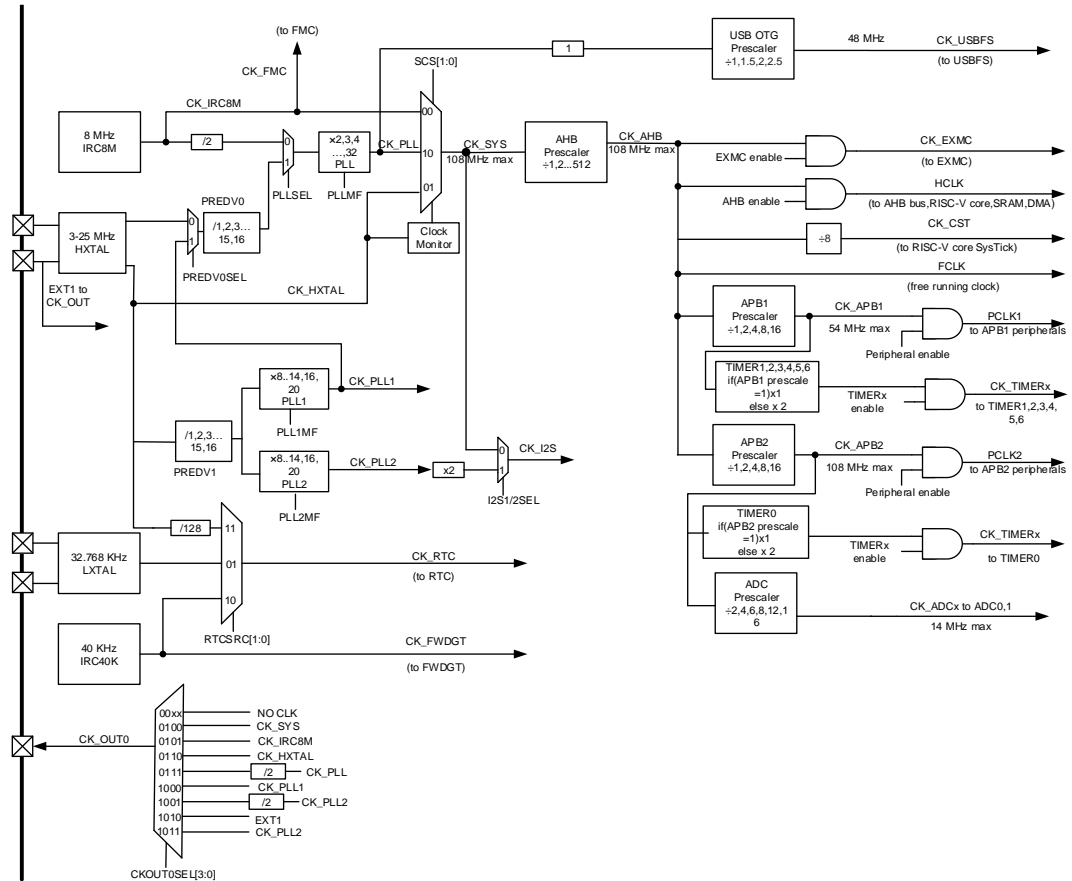 (to FMC)
CK_FMC
SCS[1:0]
1
USB OTG
Prescaler
÷1,1.5,2,2.5
48 MHz
CK_USBFS
(to USBFS)
8 MHz
IRC8M
CK_IRC8M
/2
0
1
PLLSEL
×2,3,4
...,32
PLL
PLLMF
CK_PLL
00
10
01
CK_SYS
108 MHz max
AHB
Prescaler
÷1,2...512
CK_AHB
108 MHz max
EXMC enable
CK_EXMC
(to EXMC)
AHB enable
HCLK
(to AHB bus,RISC-V core,SRAM,DMA)
÷8
CK_CST
(to RISC-V core SysTick)
FCLK
(free running clock)
3-25 MHz
HXTAL
PREDV0
0
1
/1,2,3...
15,16
PREDV0SEL
Clock
Monitor
EXT1 to
CK_OUT
CK_HXTAL
APB1
Prescaler
÷1,2,4,8,16
CK_APB1
54 MHz max
Peripheral enable
PCLK1
to APB1 peripherals
TIMER1,2,3,4,5,6
if(APB1 prescale
=1)x1
else x 2
TIMERx
enable
CK_TIMERx
to TIMER1,2,3,4,
5,6
×8..14,16,
20
PLL1
PLL1MF
CK_PLL1
/1,2,3...
15,16
PREDV1
×8..14,16,
20
PLL2
PLL2MF
CK_PLL2
x2
0
1
CK_I2S
I2S1/2SEL
APB2
Prescaler
÷1,2,4,8,16
CK_APB2
108 MHz max
Peripheral enable
PCLK2
to APB2 peripherals
TIMER0
if(APB2 prescale
=1)x1
else x 2
TIMERx
enable
CK_TIMERx
to TIMER0
ADC
Prescaler
÷2,4,6,8,12,1
6
CK_ADCx to ADC0,1
14 MHz max
/128
11
01
10
32.768 KHz
LXTAL
CK_RTC
(to RTC)
RTCSRC[1:0]
40 KHz
IRC40K
CK_FWDGT
(to FWDGT)
CK_OUT0
00xx
NO CLK
0100
CK_SYS
0101
CK_IRC8M
0110
CK_HXTAL
0111
/2
CK_PLL
1000
CK_PLL1
1001
/2
CK_PLL2
1010
EXT1
1011
CK_PLL2
CKOUT0SEL[3:0]